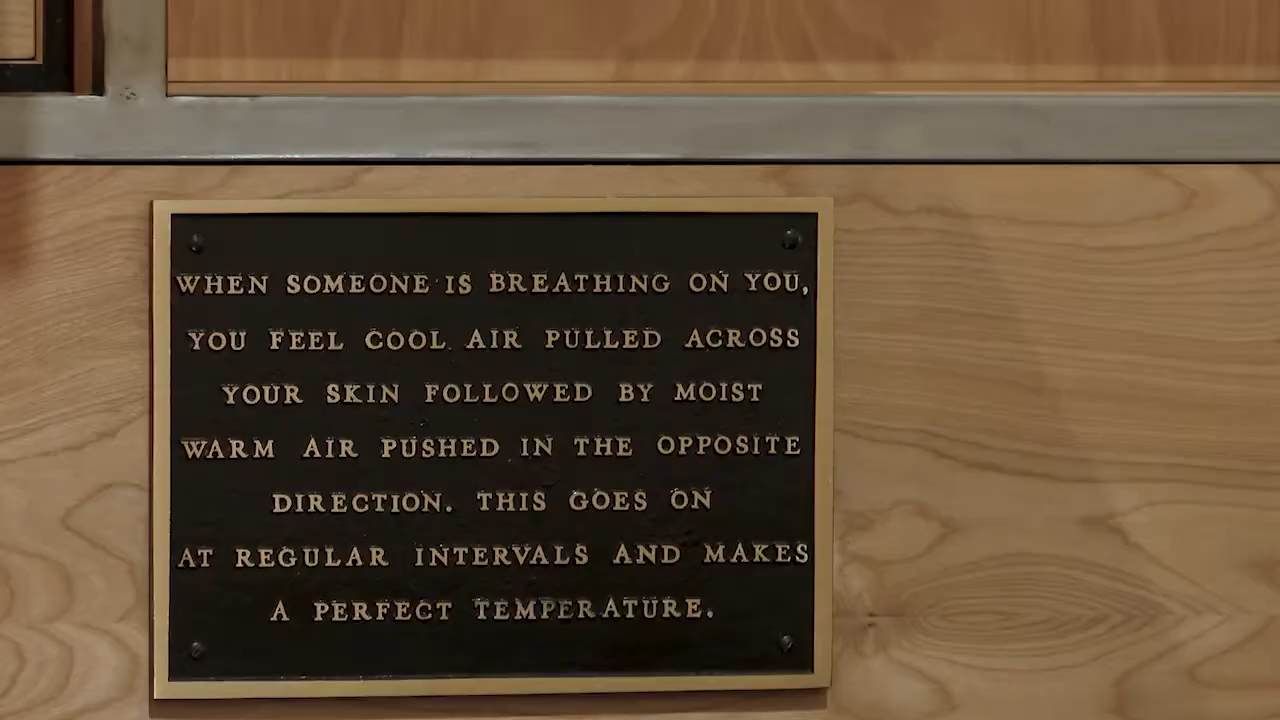 WHEN SOMEONE IS BREATHING ON YOU,
YOU FEEL COOL AIR PULLED ACROSS
YOUR SKIN FOLLOWED BY MOIST
WARM AIR PUSHED IN THE OPPOSITE
DIRECTION. THIS GOES ON
AT REGULAR INTERVALS AND MAKES
A PERFECT TEMPERATURE.